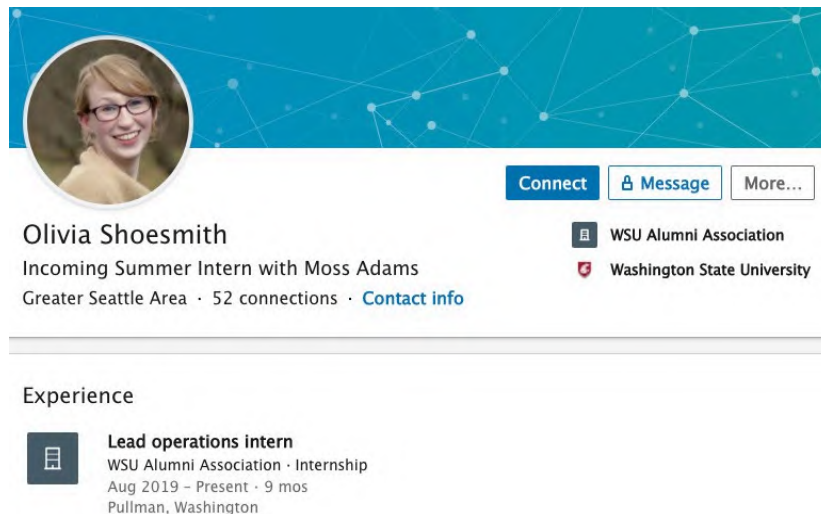 Connect
Message
More...
Olivia Shoesmith
Incoming Summer Intern with Moss Adams
Greater Seattle Area · 52 connections · Contact info
WSU Alumni Association
Washington State University
Experience
Lead operations intern
WSU Alumni Association · Internship
Aug 2019 – Present · 9 mos
Pullman, Washington